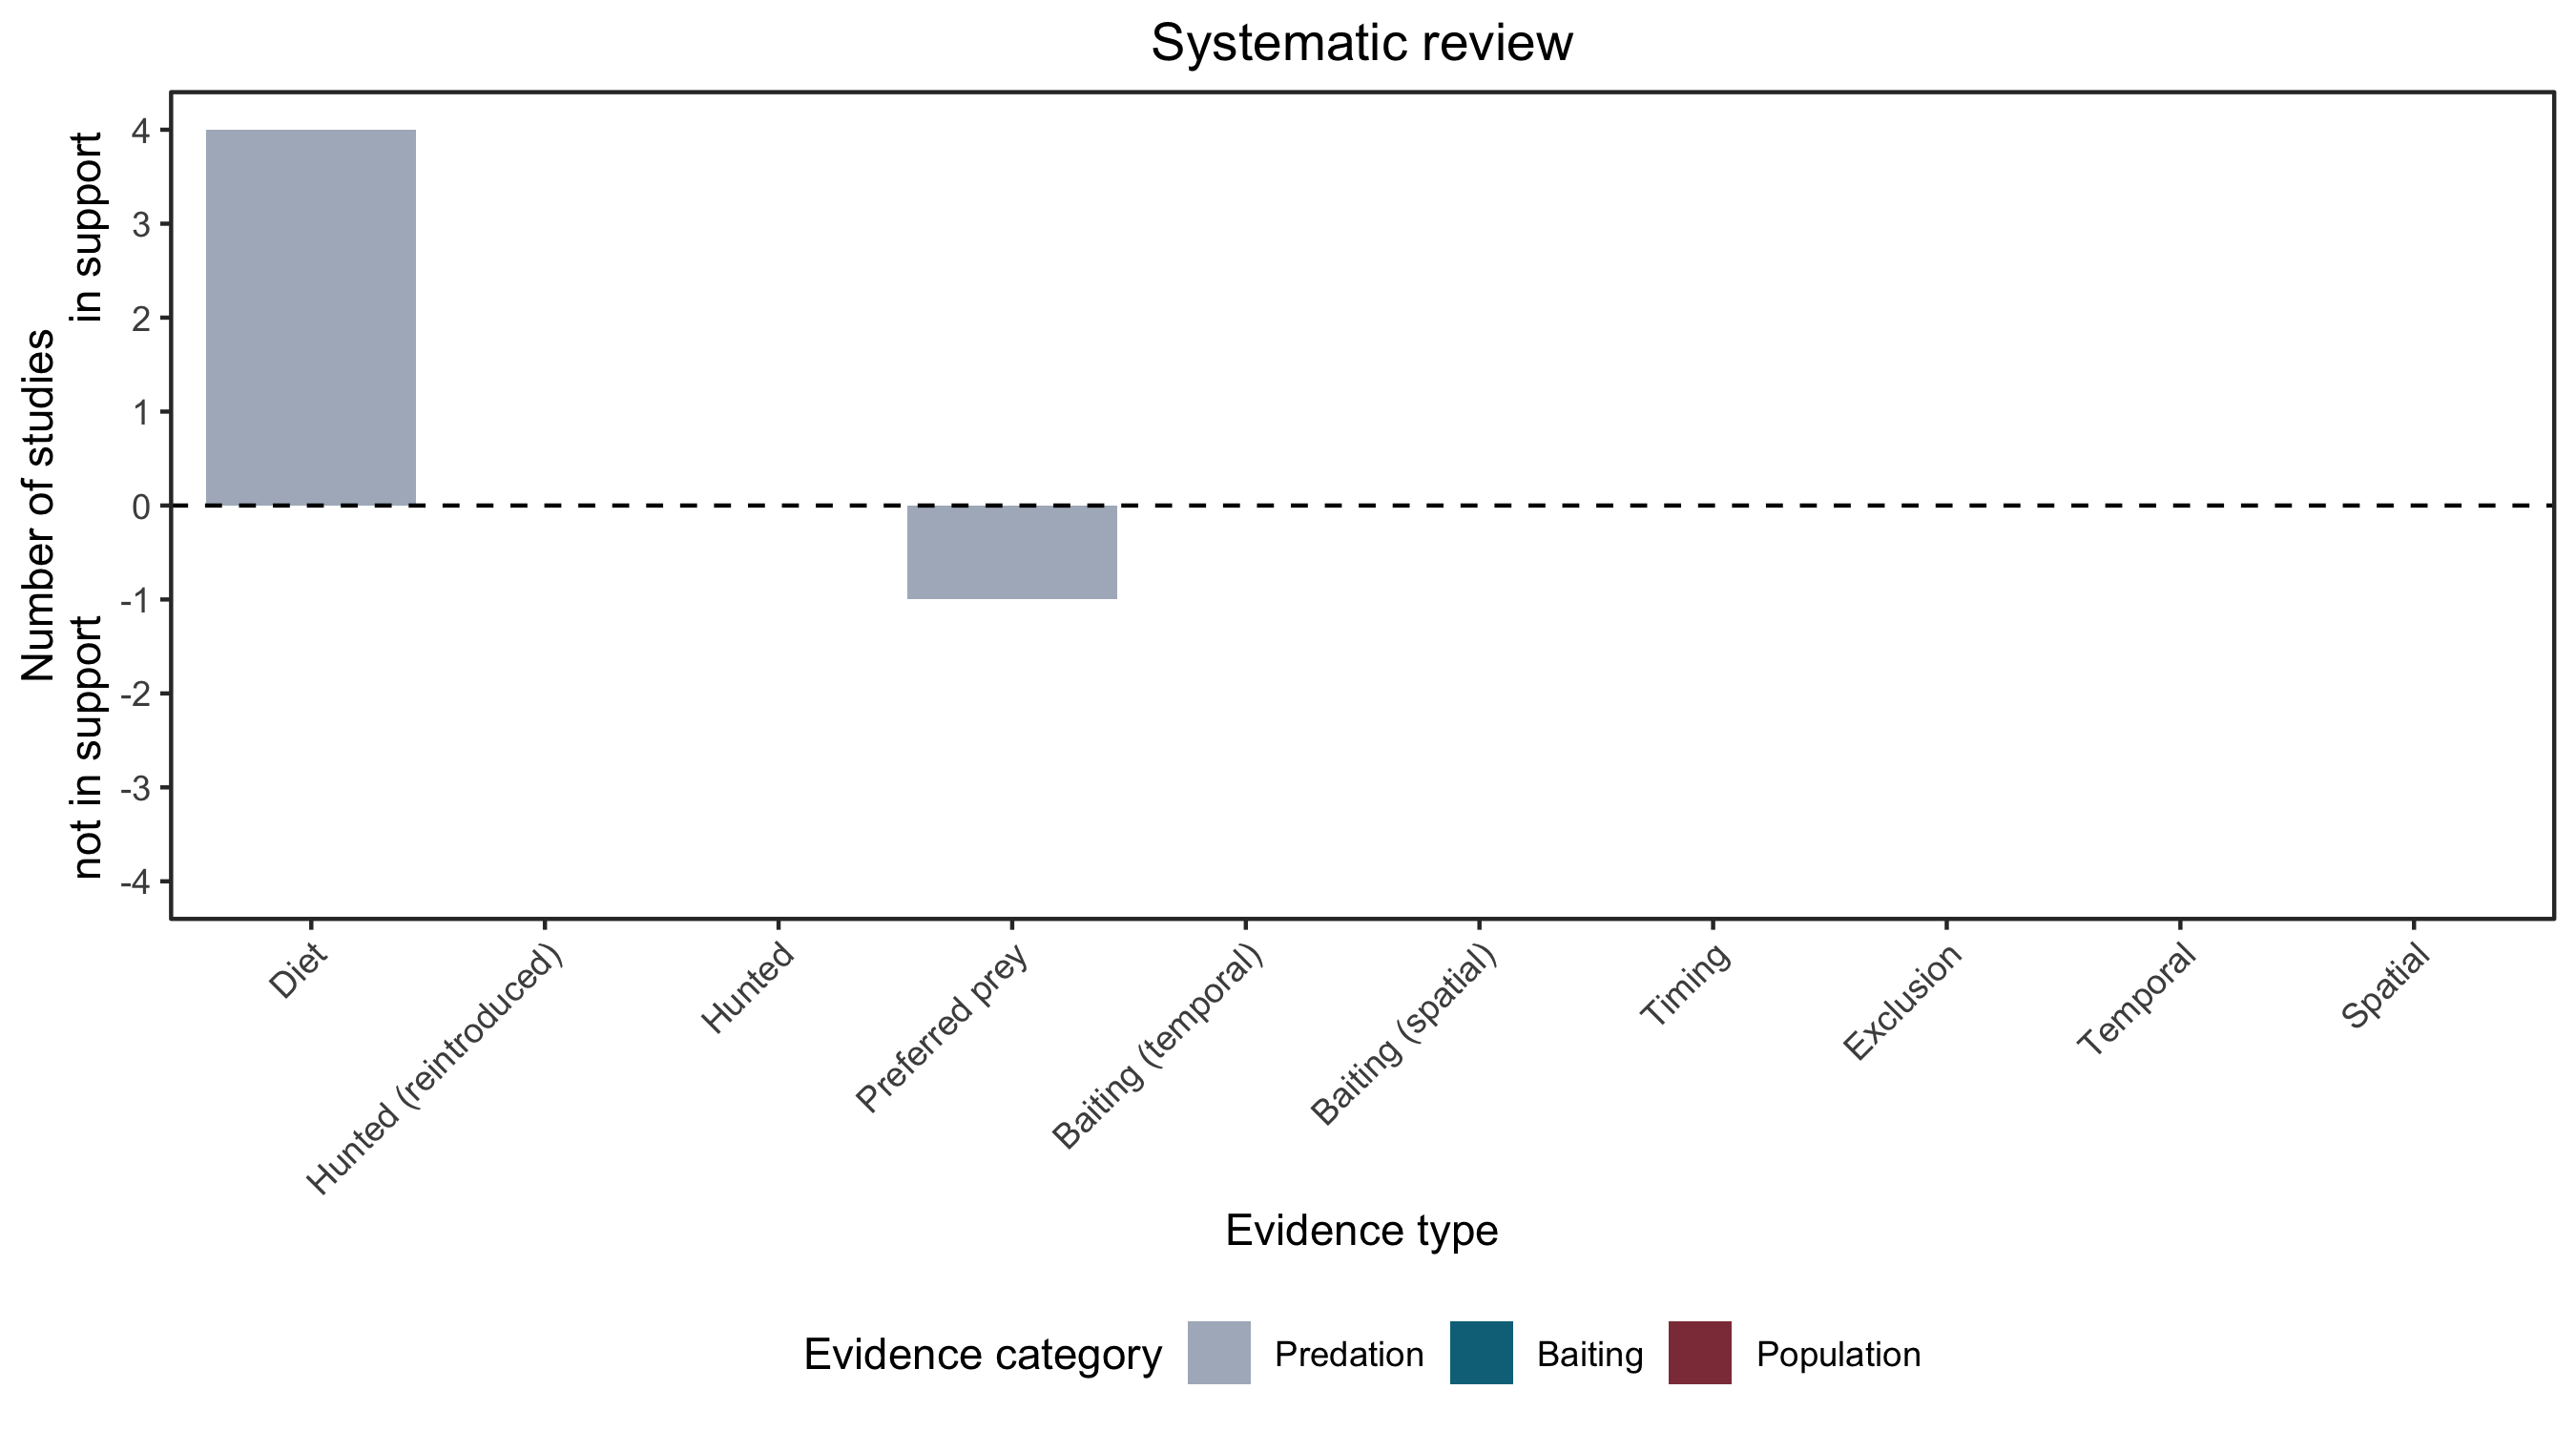 Systematic review
Number of studies
in support
not in support
4
3
2
1
0
-1
-2
-3
-4
Diet
Hunted (reintroduced)
Hunted
Preferred prey
Baiting (temporal)
Baiting (spatial)
Timing
Exclusion
Temporal
Spatial
Evidence type
Evidence category
Predation
Baiting
Population